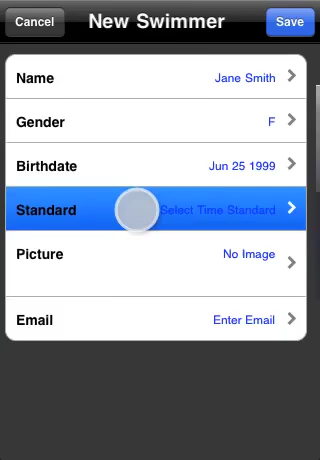 Cancel New Swimmer Save
Name Jane Smith
Gender F
Birthdate Jun 25 1999
Standard Select Time Standard
Picture No Image
Email Enter Email